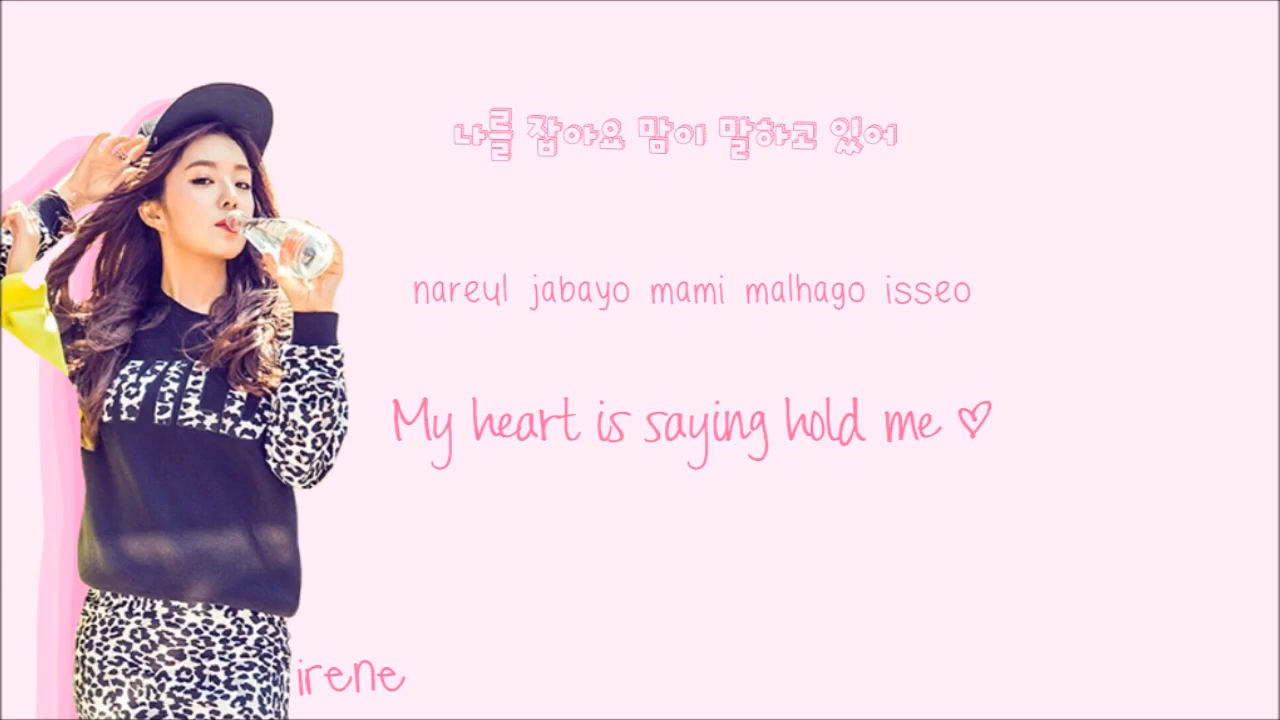 나를 잡아요 맘이 말하고 있어
nareul jabayo mami malhago isseo
My heart is saying hold me ♡
irene